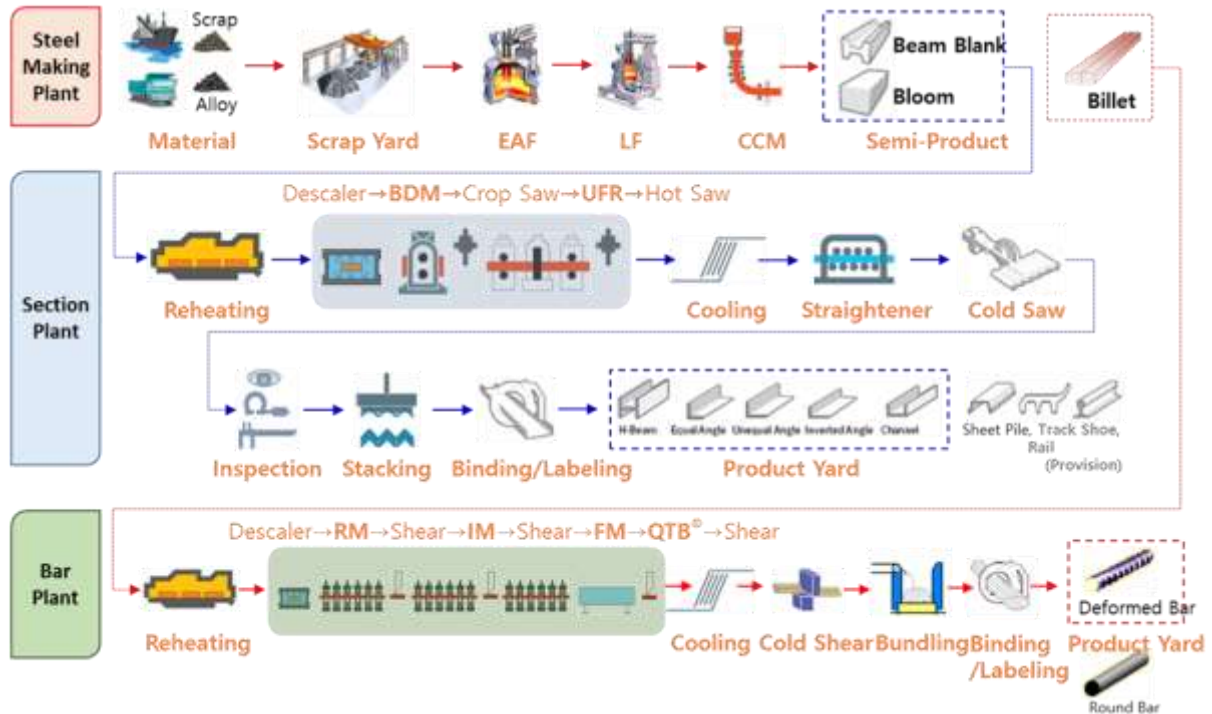 Steel
Making
Plant
Scrap
Alloy
Material
Scrap Yard
EAF
LF
CCM
Beam Blank
Bloom
Semi-Product
Billet
Section
Plant
Descaler→BDM→Crop Saw→UFR→Hot Saw
Reheating
Cooling
Straightener
Cold Saw
Inspection
Stacking
Binding/Labeling
H-Beam
Equal Angle
Unequal Angle
Inverted Angle
Channel
Product Yard
Sheet Pile, Track Shoe,
Rail
(Provision)
Bar
Plant
Descaler→RM→Shear→IM→Shear→FM→QTB©→Shear
Reheating
Cooling
Cold Shear
Bundling
Binding
/Labeling
Deformed Bar
Product Yard
Round Bar